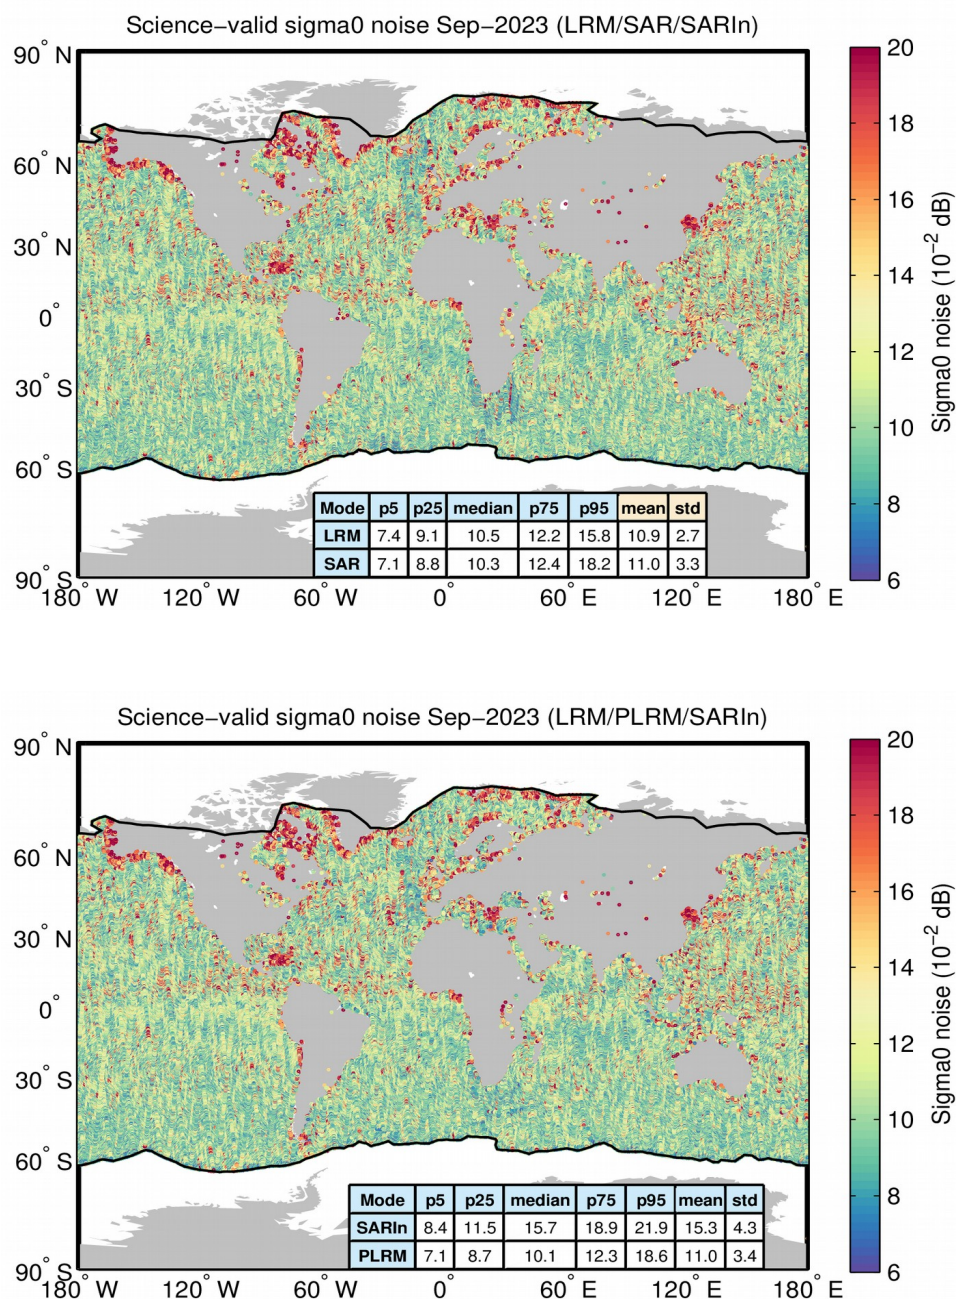 Science−valid sigma0 noise Sep−2023 (LRM/SAR/SARIn)
90° N
60° N
30° N
0°
30° S
60° S
90° S
180° W 120° W 60° W 0° 60° E 120° E 180° E
20
18
16
14
12
10
8
6
Sigma0 noise (10⁻² dB)
Mode p5 p25 median p75 p95 mean std
LRM 7.4 9.1 10.5 12.2 15.8 10.9 2.7
SAR 7.1 8.8 10.3 12.4 18.2 11.0 3.3
Science−valid sigma0 noise Sep−2023 (LRM/PLRM/SARIn)
90° N
60° N
30° N
0°
30° S
60° S
90° S
180° W 120° W 60° W 0° 60° E 120° E 180° E
20
18
16
14
12
10
8
6
Sigma0 noise (10⁻² dB)
Mode p5 p25 median p75 p95 mean std
SARIn 8.4 11.5 15.7 18.9 21.9 15.3 4.3
PLRM 7.1 8.7 10.1 12.3 18.6 11.0 3.4